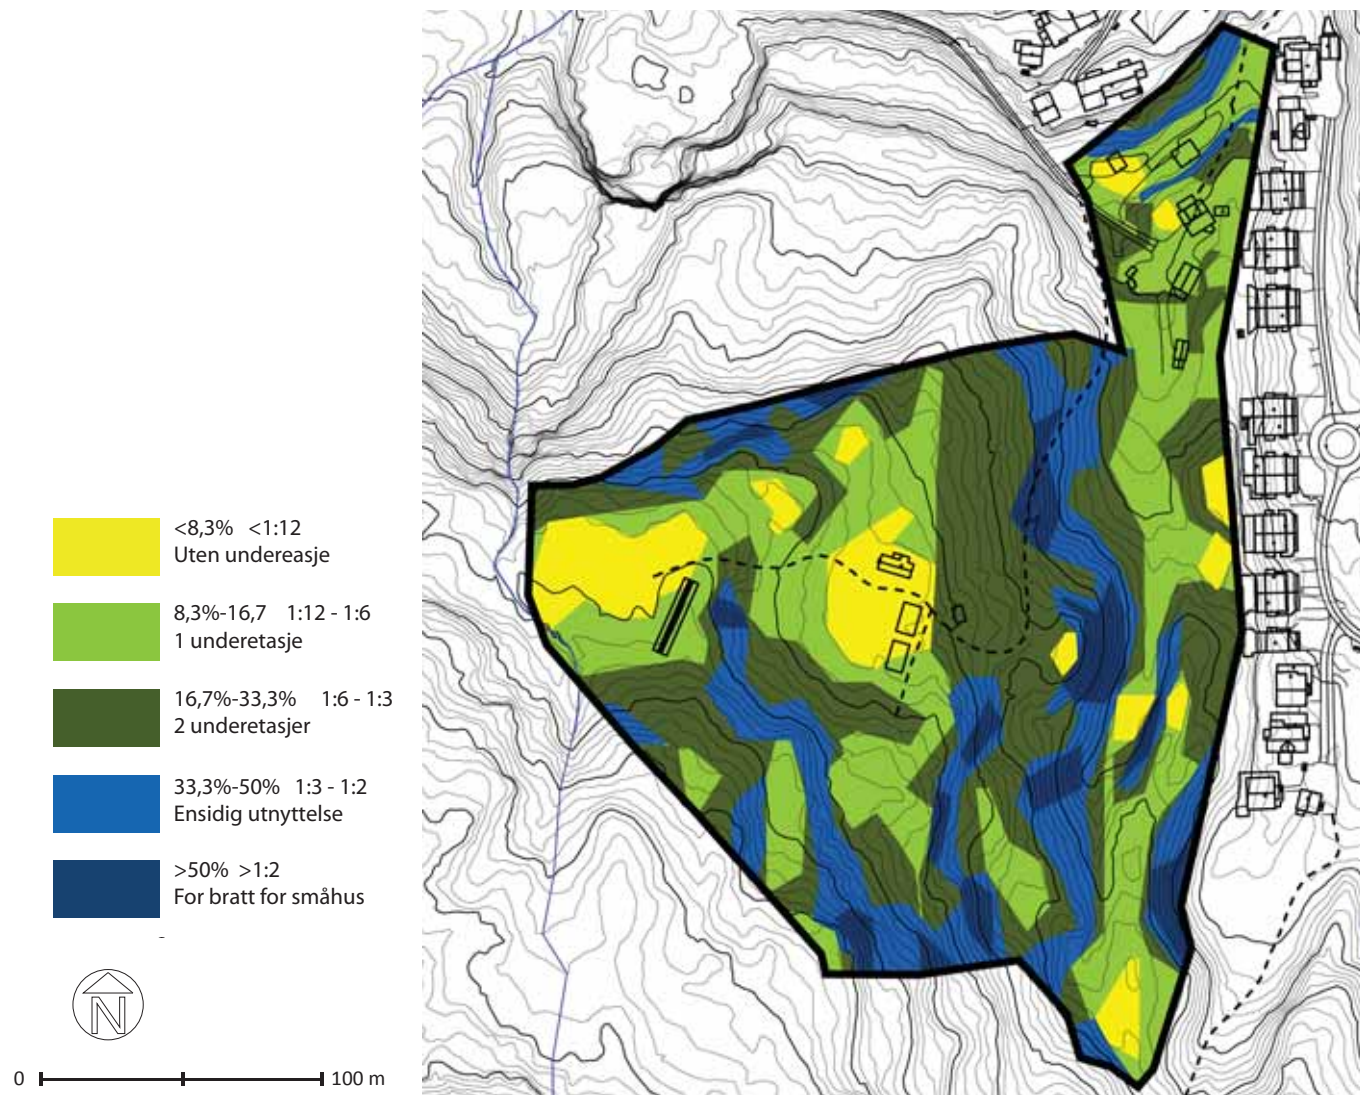 <8,3% <1:12
Uten undereasje
8,3%-16,7 1:12 - 1:6
1 underetasje
16,7%-33,3% 1:6 - 1:3
2 underetasjer
33,3%-50% 1:3 - 1:2
Ensidig utnyttelse
>50% >1:2
For bratt for småhus
N
0 100 m